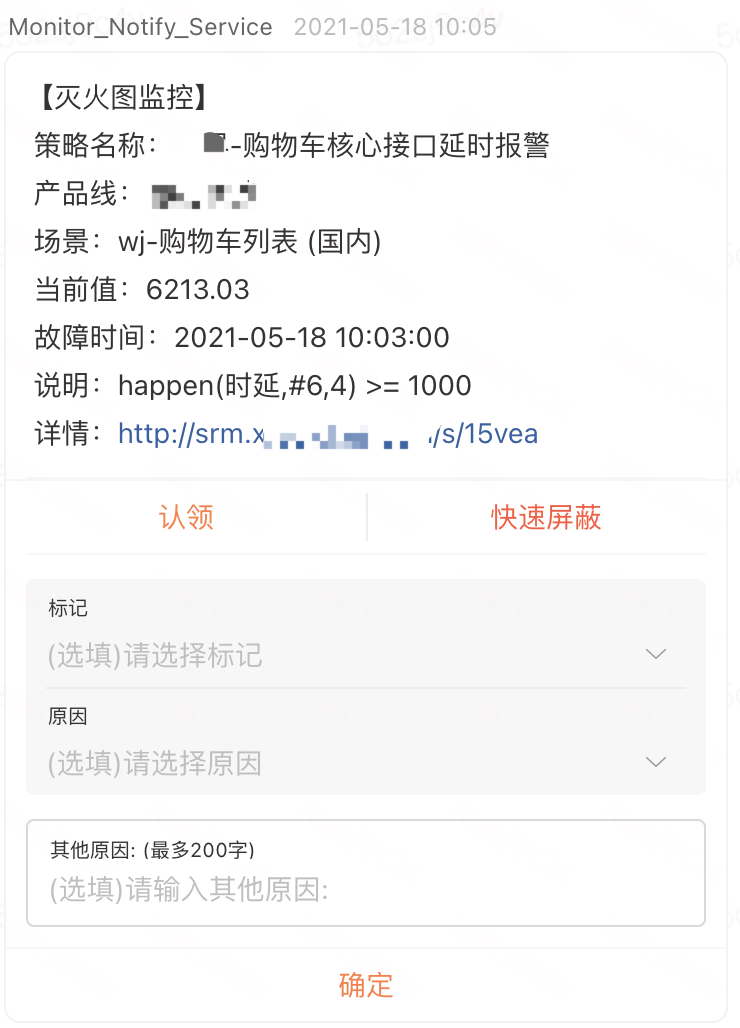 Monitor_Notify_Service 2021-05-18 10:05
【灭火图监控】
策略名称： -购物车核心接口延时报警
产品线：
场景：wj-购物车列表 (国内)
当前值：6213.03
故障时间：2021-05-18 10:03:00
说明：happen(时延,#6,4) >= 1000
详情：http://srm.x /s/15vea
认领 快速屏蔽
标记
(选填)请选择标记
原因
(选填)请选择原因
其他原因: (最多200字)
(选填)请输入其他原因:
确定